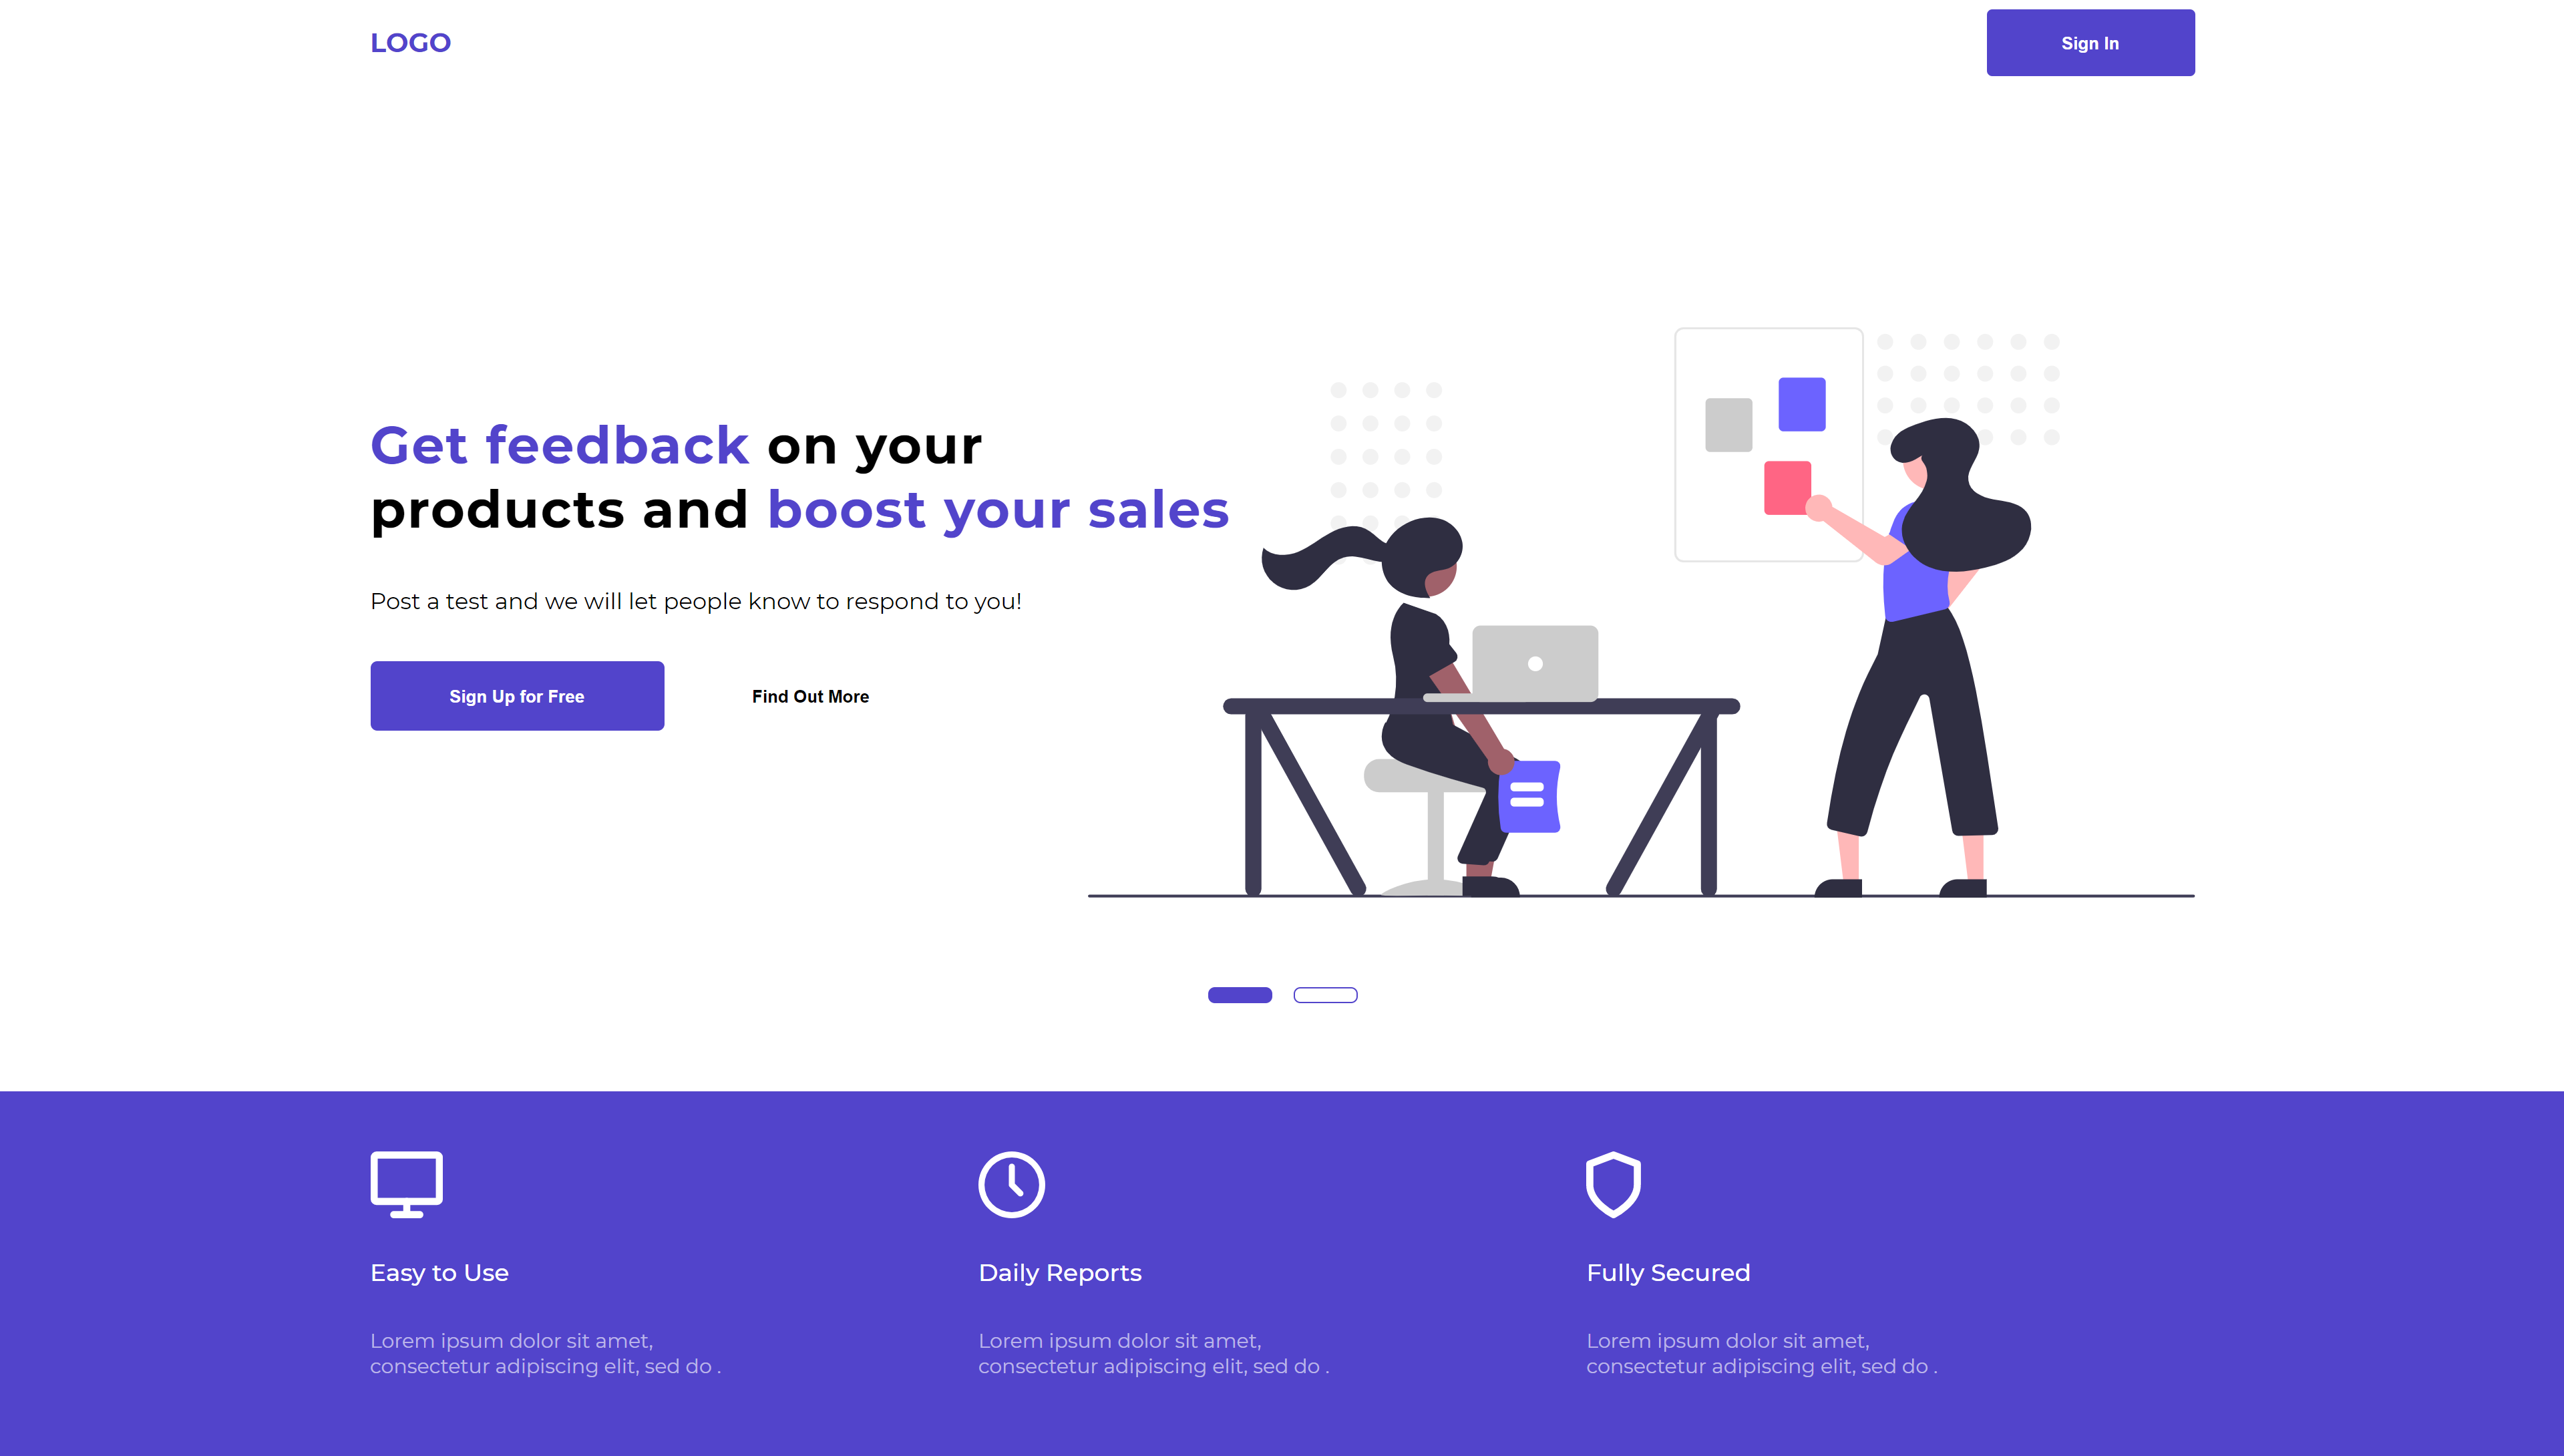 LOGO
Sign In
Get feedback on your
products and boost your sales
Post a test and we will let people know to respond to you!
Sign Up for Free
Find Out More
Easy to Use
Lorem ipsum dolor sit amet,
consectetur adipiscing elit, sed do .
Daily Reports
Lorem ipsum dolor sit amet,
consectetur adipiscing elit, sed do .
Fully Secured
Lorem ipsum dolor sit amet,
consectetur adipiscing elit, sed do .